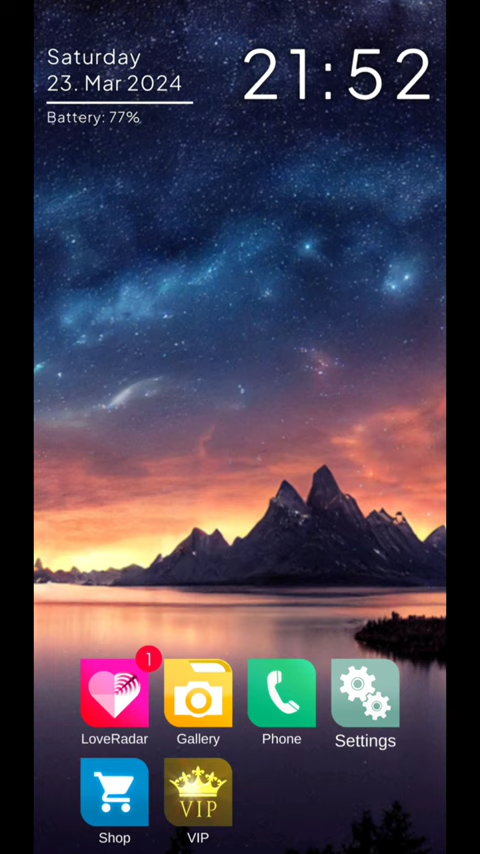 Saturday
23. Mar 2024
21:52
Battery: 77%
1
LoveRadar
Gallery
Phone
Settings
VIP
Shop
VIP